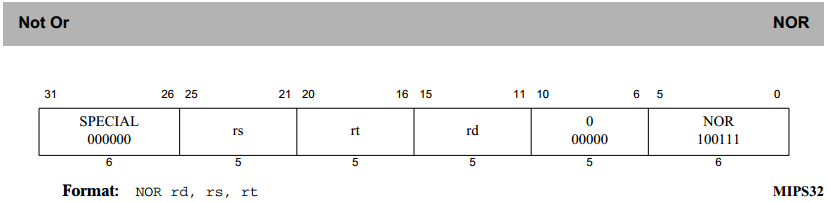 Not Or NOR
31 26 25 21 20 16 15 11 10 6 5 0
SPECIAL 0 NOR
rs rt rd
000000 00000 100111
6 5 5 5 5 6
Format: NOR rd, rs, rt MIPS32